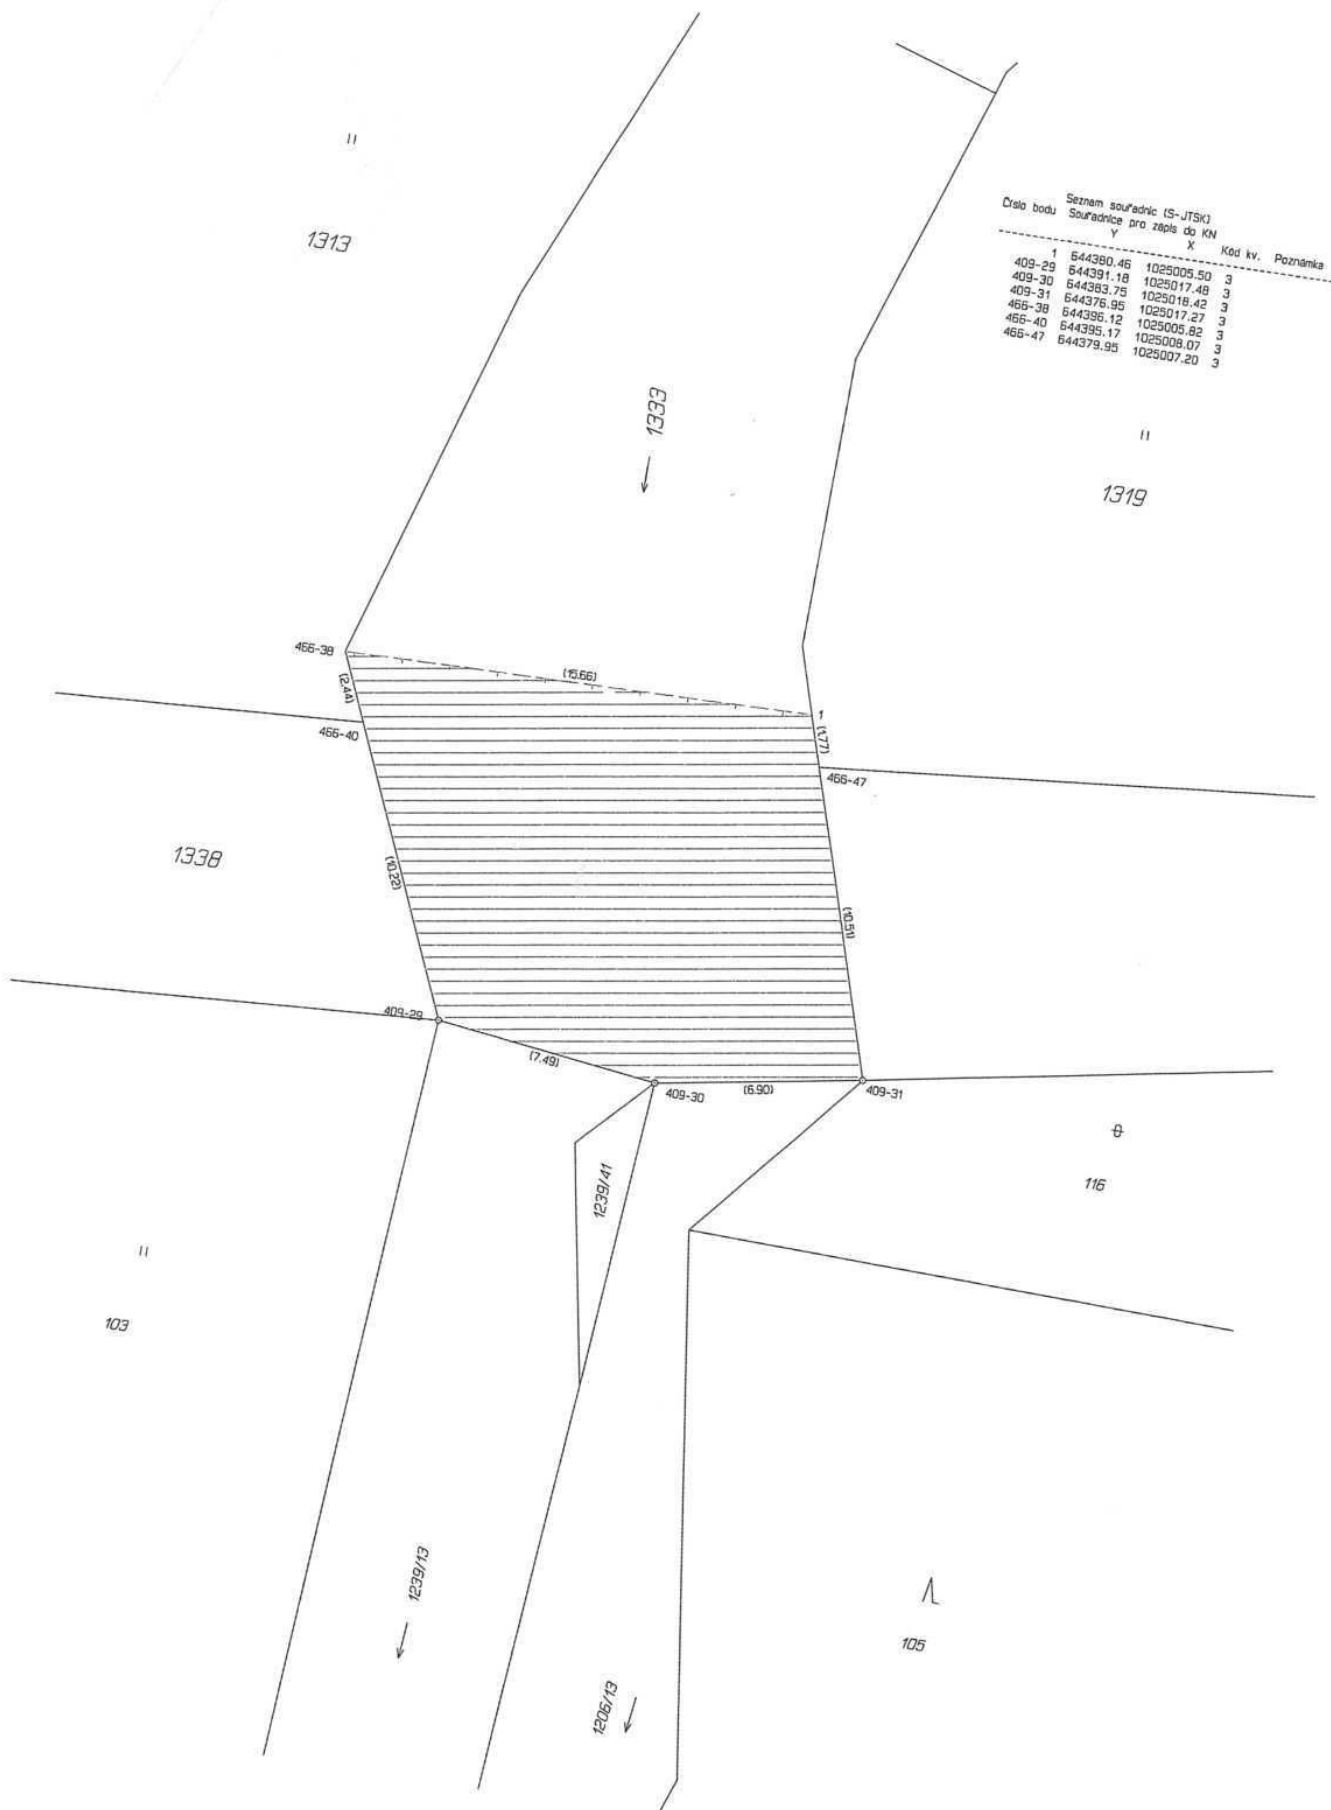 II
1313
Seznam souřadnic (S-JTSK)
Číslo bodu Souřadnice pro zápis do KN
Y X Kód kv. Poznámka
1 644380.46 1025005.50 3
409-29 644391.18 1025017.48 3
409-30 644383.75 1025018.42 3
409-31 644376.95 1025017.27 3
466-38 644396.12 1025005.82 3
466-40 644395.17 1025008.07 3
466-47 644379.95 1025007.20 3
1333
II
1319
466-38
(2.44)
(15.66)
1
(1.77)
466-40
466-47
1338
(10.22)
(10.51)
409-29
(7.49)
409-30
(6.90)
409-31
116
1239/41
II
103
1239/13
105
1206/13